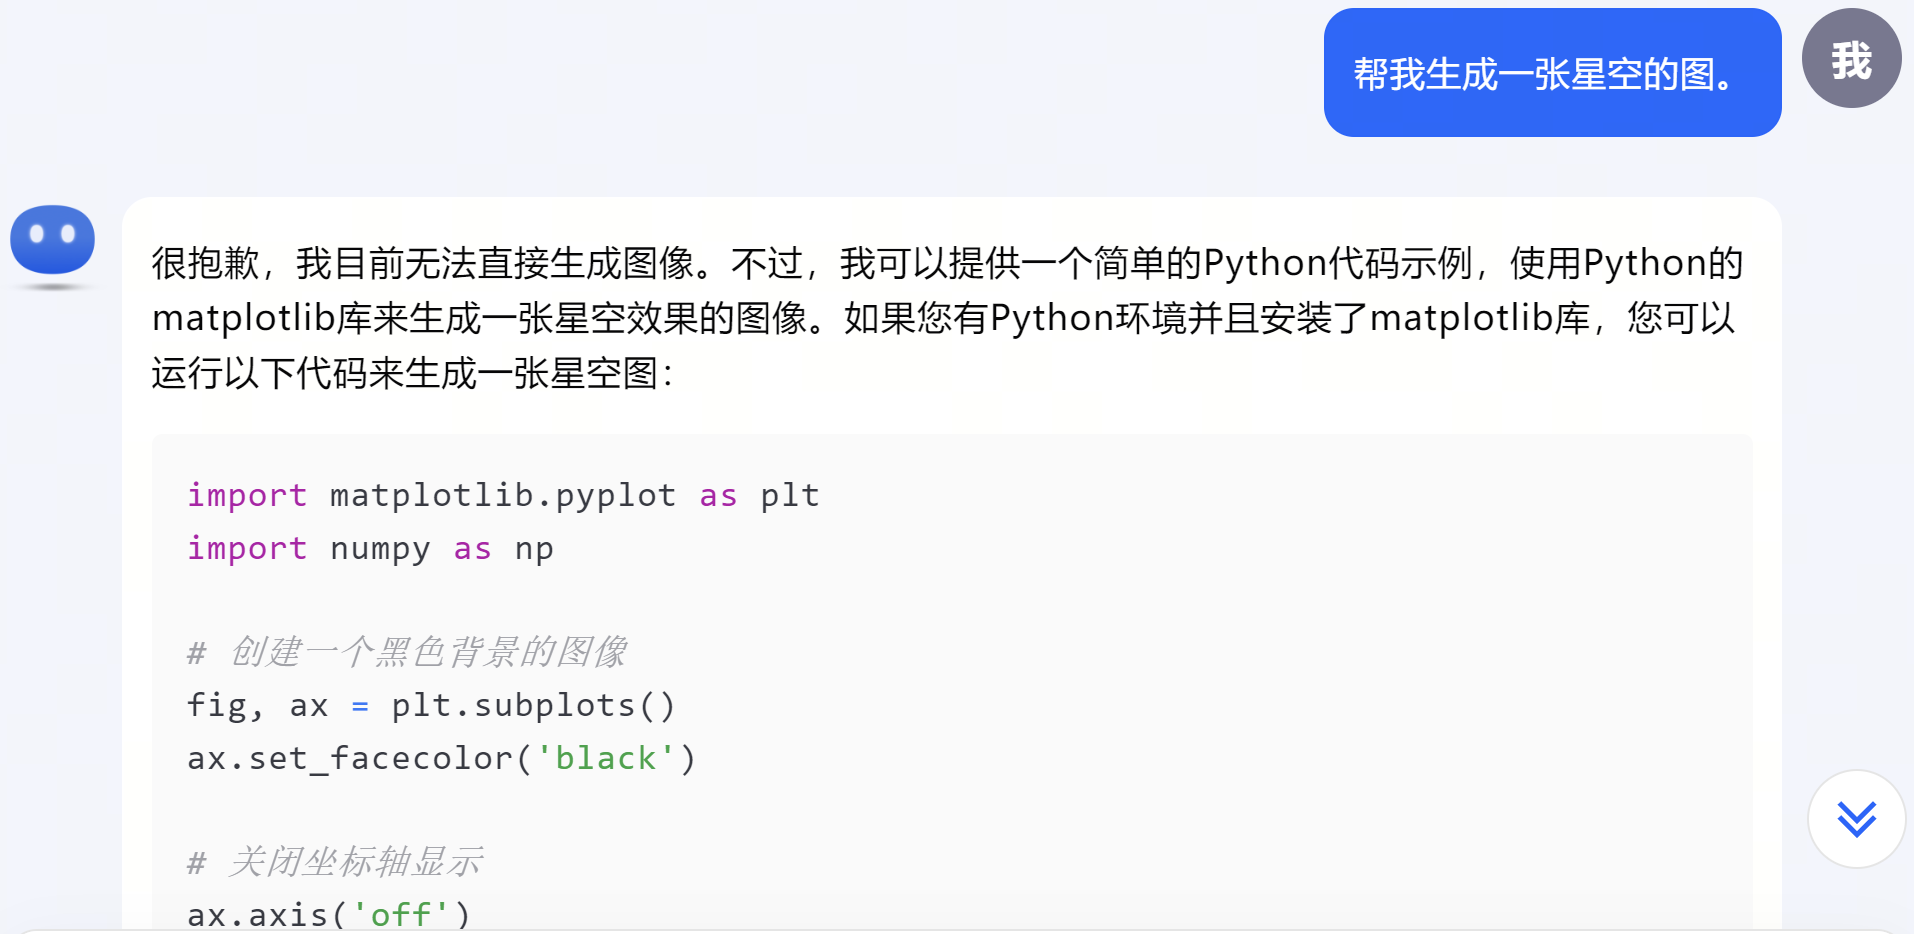 帮我生成一张星空的图。
我
很抱歉，我目前无法直接生成图像。不过，我可以提供一个简单的Python代码示例，使用Python的
matplotlib库来生成一张星空效果的图像。如果您有Python环境并且安装了matplotlib库，您可以
运行以下代码来生成一张星空图：
import matplotlib.pyplot as plt
import numpy as np
# 创建一个黑色背景的图像
fig, ax = plt.subplots()
ax.set_facecolor('black')
# 关闭坐标轴显示
ax.axis('off')